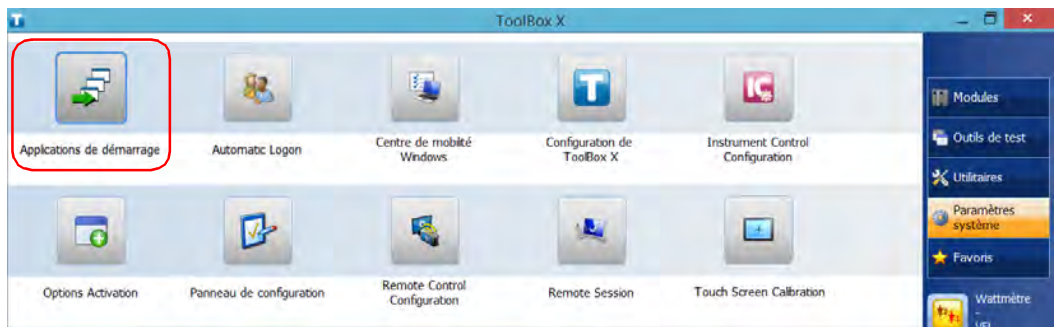 ToolBox X
Applications de démarrage
Automatic Logon
Centre de mobilité
Windows
Configuration de
ToolBox X
Instrument Control
Configuration
Options Activation
Panneau de configuration
Remote Control
Configuration
Remote Session
Touch Screen Calibration
Modules
Outils de test
Utilitaires
Paramètres
système
Favoris
Wattmètre
-
VFL